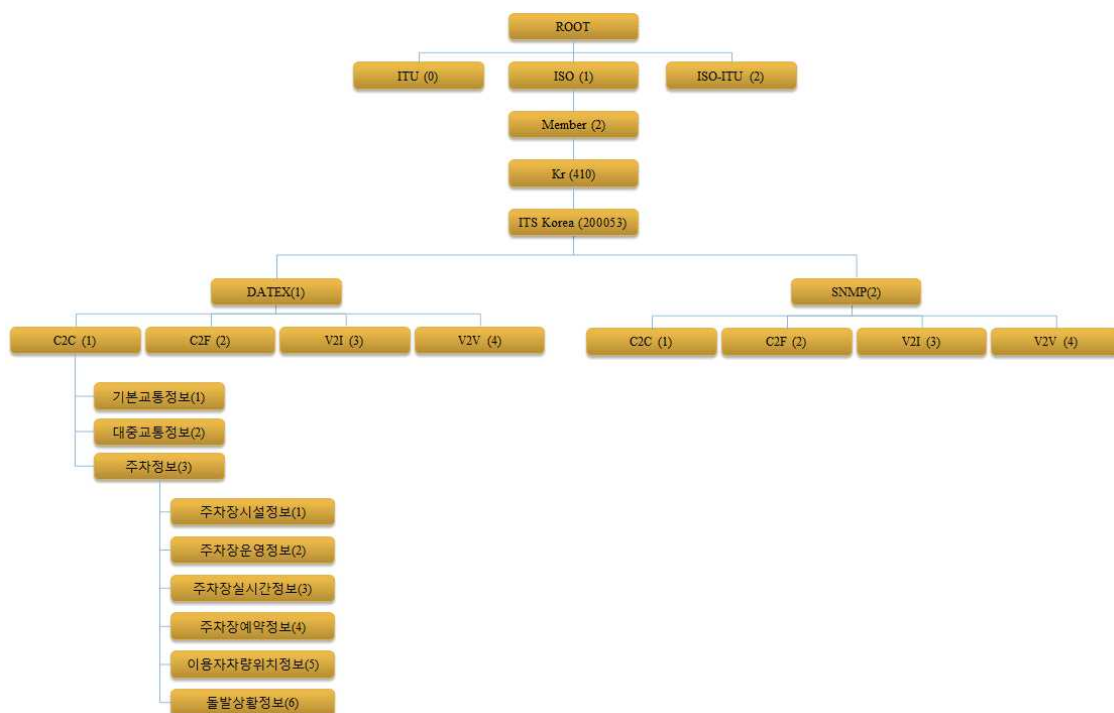 ROOT
ITU (0)
ISO (1)
ISO-ITU (2)
Member (2)
Kr (410)
ITS Korea (200053)
DATEX(1)
SNMP(2)
C2C (1)
C2F (2)
V2I (3)
V2V (4)
C2C (1)
C2F (2)
V2I (3)
V2V (4)
기본교통정보(1)
대중교통정보(2)
주차정보(3)
주차장시설정보(1)
주차장운영정보(2)
주차장실시간정보(3)
주차장예약정보(4)
이용자차량위치정보(5)
돌발상황정보(6)